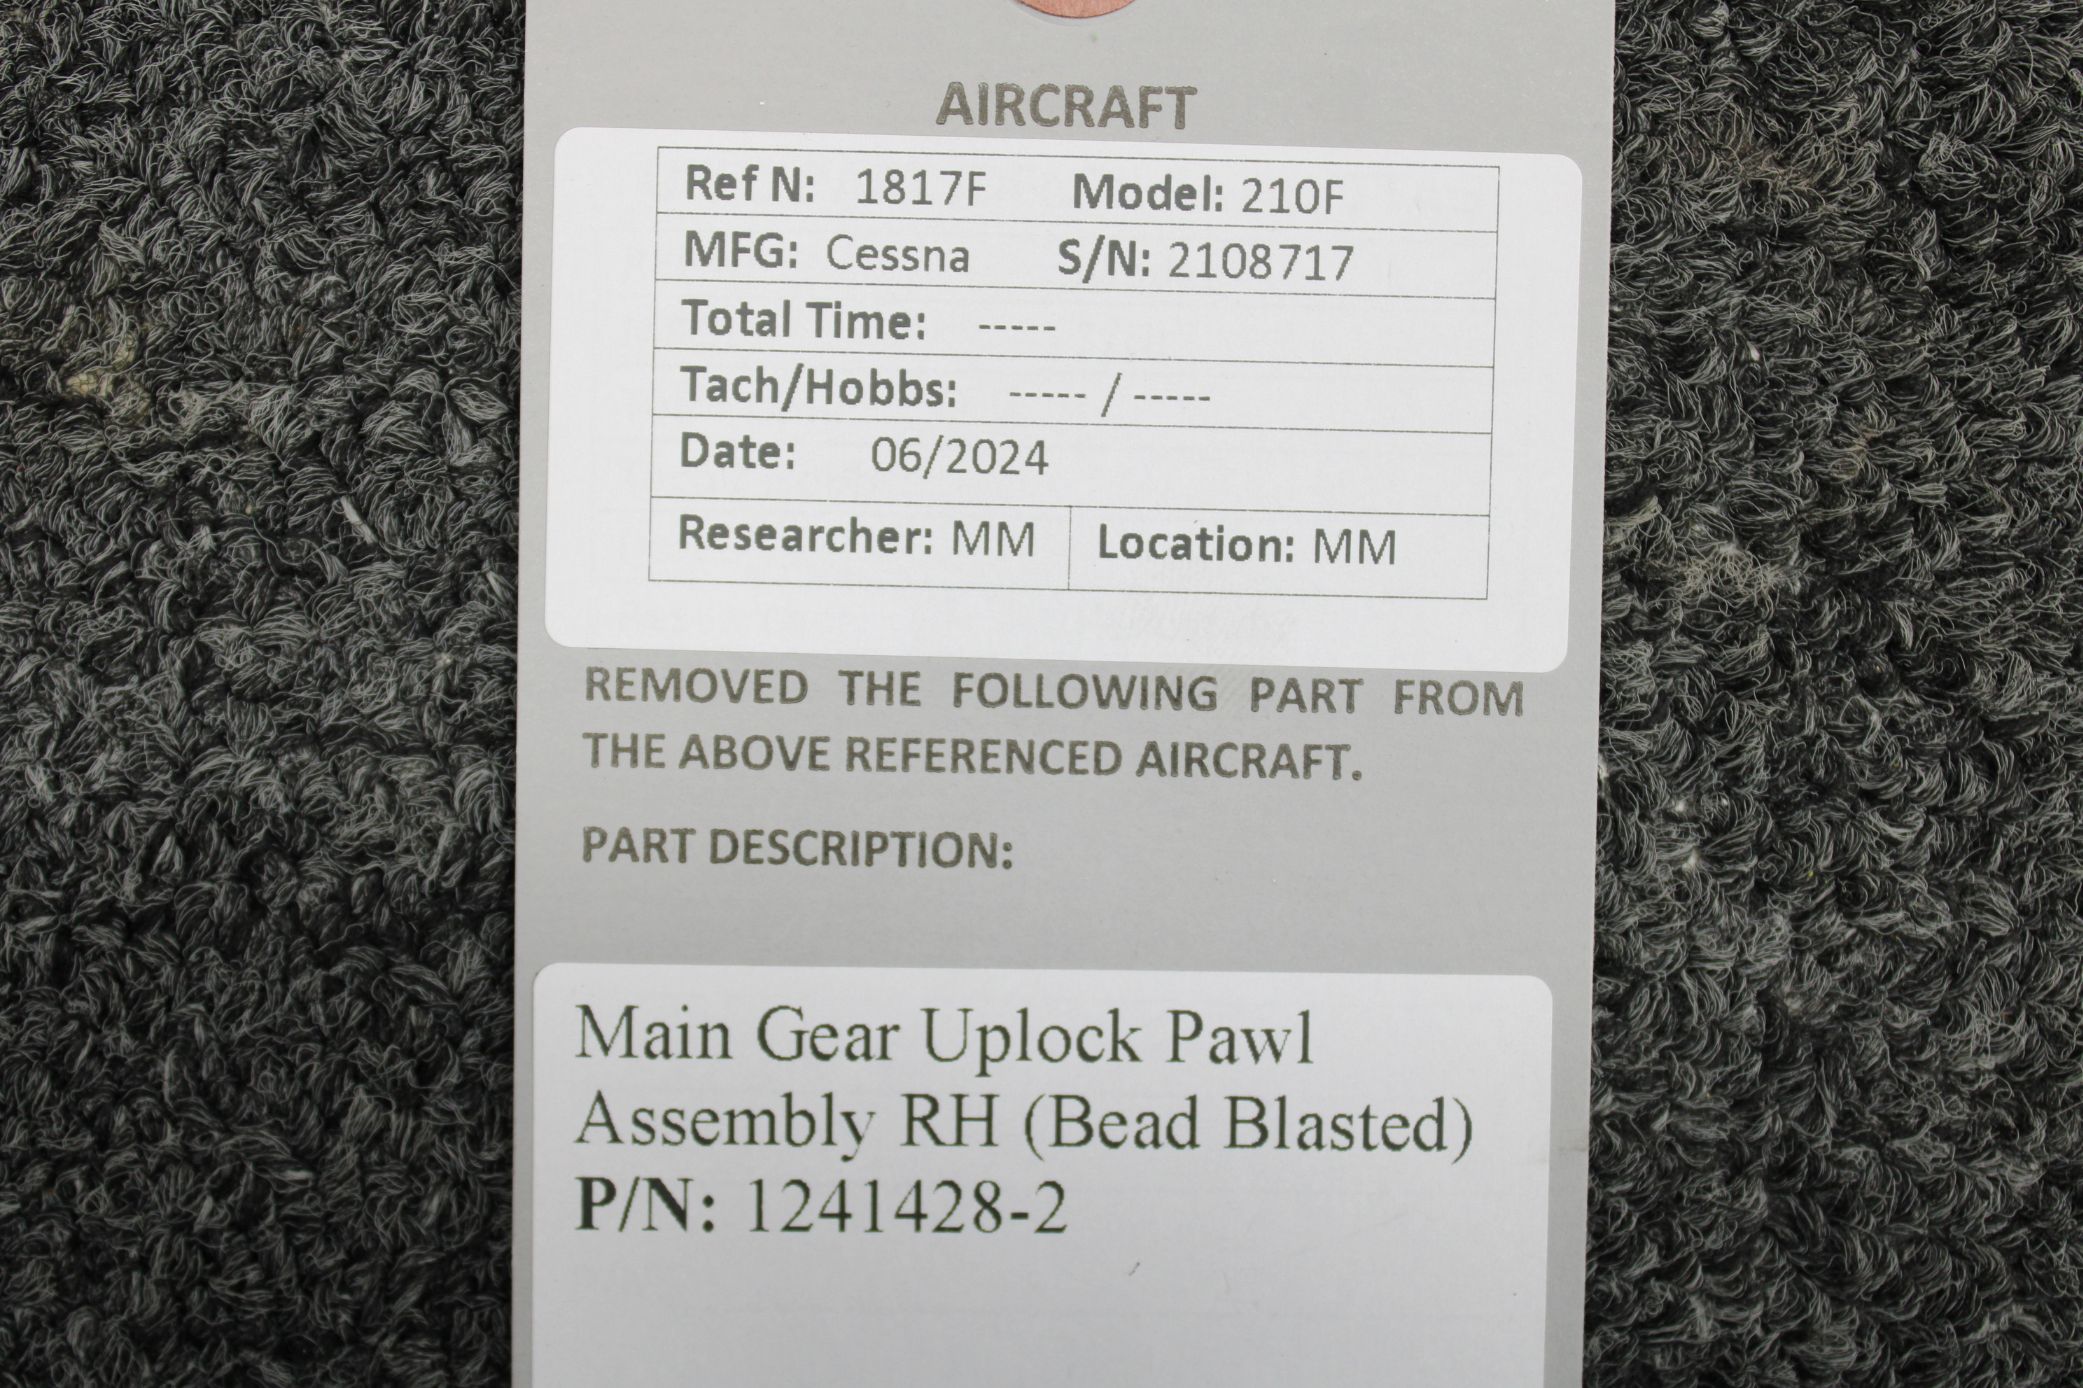 AIRCRAFT
Ref N: 1817F Model: 210F
MFG: Cessna S/N: 2108717
Total Time: -----
Tach/Hobbs: ----- / -----
Date: 06/2024
Researcher: MM Location: MM
REMOVED THE FOLLOWING PART FROM
THE ABOVE REFERENCED AIRCRAFT.
PART DESCRIPTION:
Main Gear Uplock Pawl
Assembly RH (Bead Blasted)
P/N: 1241428-2